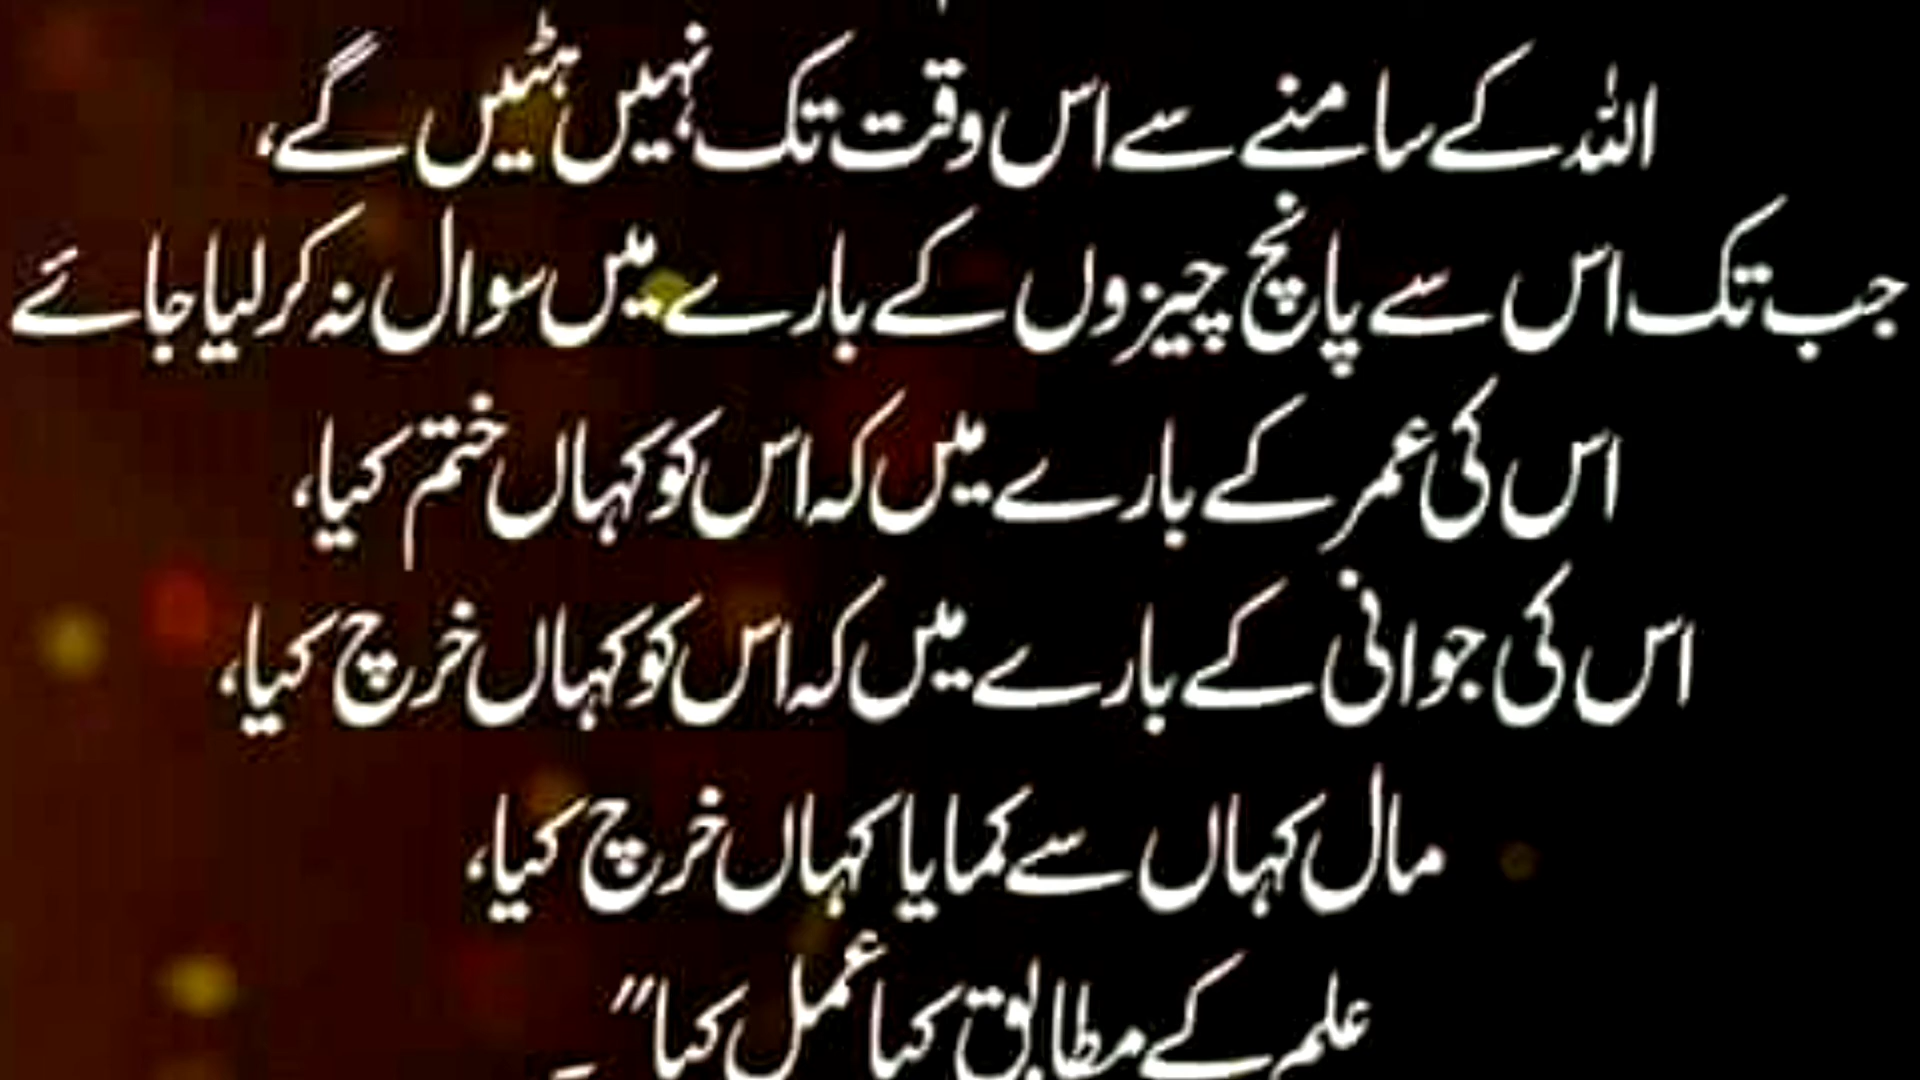 اللہ کے سامنے سے اس وقت تک نہیں ہٹیں گے،
جب تک اس سے پانچ چیزوں کے بارے میں سوال نہ کر لیا جائے
اس کی عمر کے بارے میں کہ اس کو کہاں ختم کیا،
اس کی جوانی کے بارے میں کہ اس کو کہاں خرچ کیا،
مال کہاں سے کمایا کہاں خرچ کیا،
علم کے مطابق کیا عمل کیا”۔